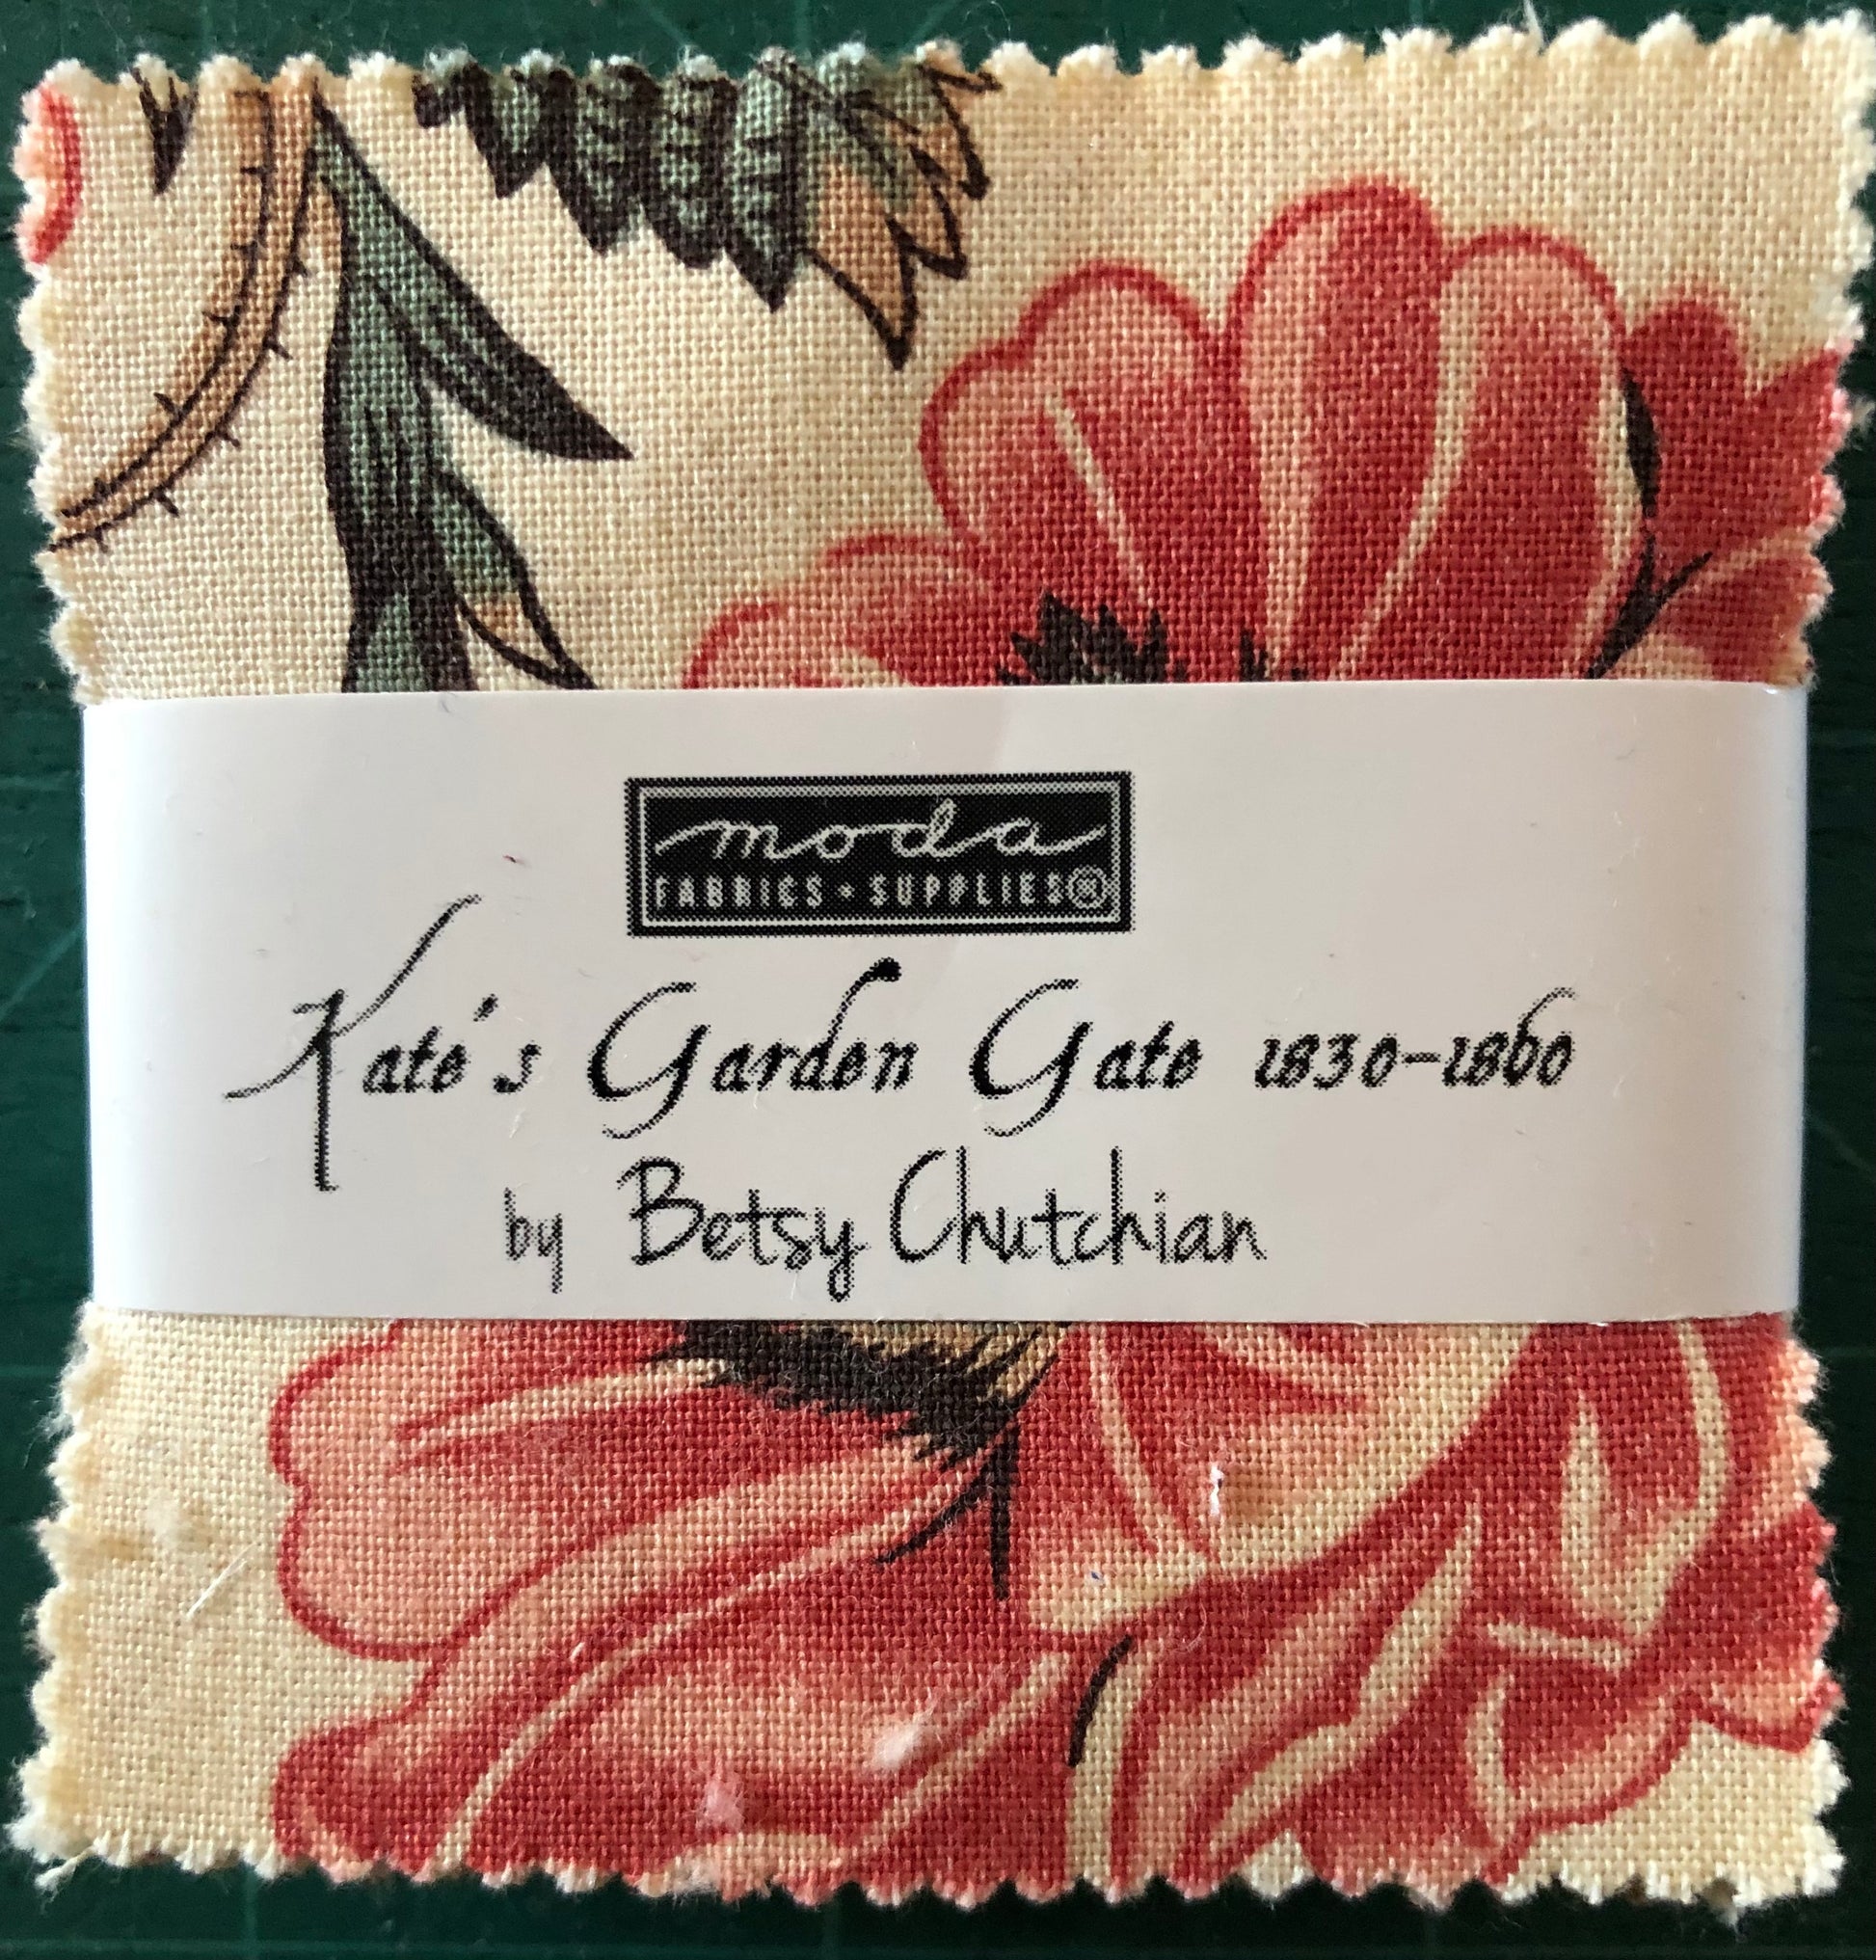 moda
FABRICS • SUPPLIES®
Kate's Garden Gate 1830-1860
by Betsy Chutchian